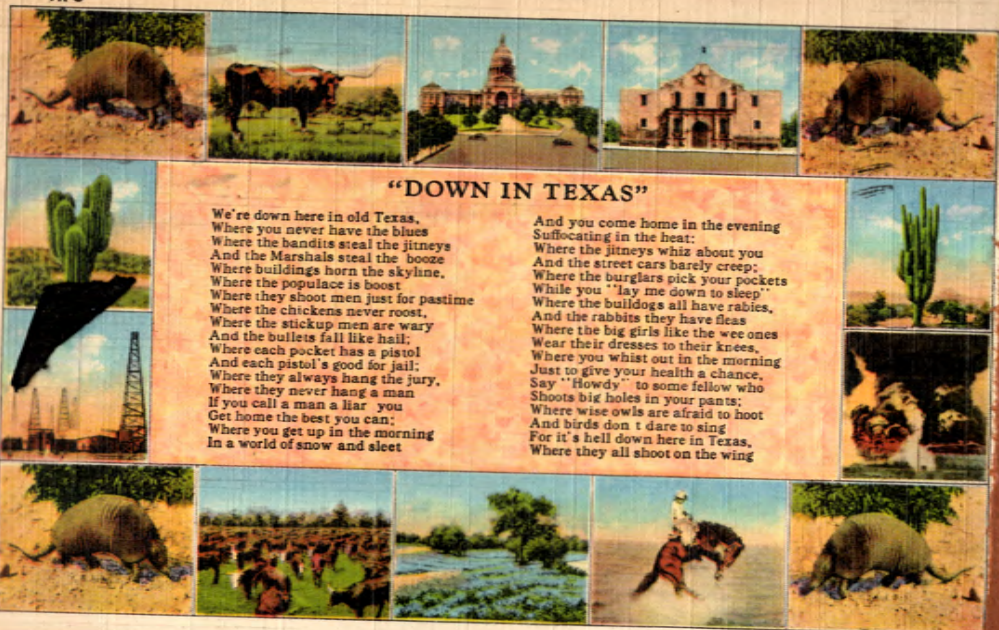 "DOWN IN TEXAS"
We're down here in old Texas,
Where you never have the blues
Where the bandits steal the jitneys
And the Marshals steal the booze
Where buildings horn the skyline,
Where the populace is boost
Where they shoot men just for pastime
Where the chickens never roost,
Where the stickup men are wary
And the bullets fall like hail;
Where each pocket has a pistol
And each pistol's good for jail;
Where they always hang the jury,
Where they never hang a man
If you call a man a liar you
Get home the best you can;
Where you get up in the morning
In a world of snow and sleet
And you come home in the evening
Suffocating in the heat:
Where the jitneys whiz about you
And the street cars barely creep;
Where the burglars pick your pockets
While you "lay me down to sleep"
Where the bulldogs all have rabies,
And the rabbits they have fleas
Where the big girls like the wee ones
Wear their dresses to their knees,
Where you whist out in the morning
Just to give your health a chance,
Say "Howdy" to some fellow who
Shoots big holes in your pants;
Where wise owls are afraid to hoot
And birds don t dare to sing
For it's hell down here in Texas,
Where they all shoot on the wing